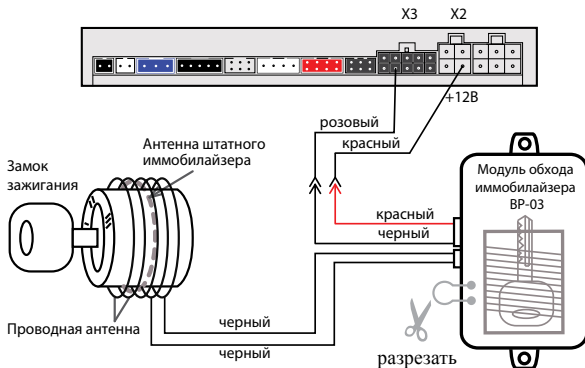 X3
X2
+12В
розовый
красный
Антенна штатного
иммобилайзера
Замок
зажигания
Модуль обхода
иммобилайзера
BP-03
красный
черный
Проводная антенна
черный
черный
разрезать